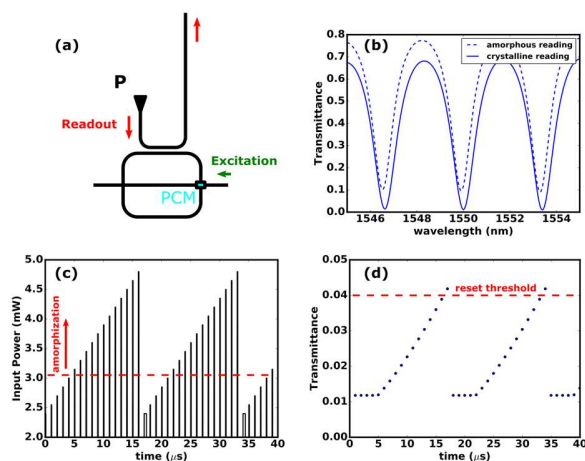 (a)
P
Readout
Excitation
PCM
(b)
amorphous reading
crystalline reading
Transmittance
0.8
0.7
0.6
0.5
0.4
0.3
0.2
0.1
0.0
1546 1548 1550 1552 1554
wavelength (nm)
(c)
Input Power (mW)
amorphization
5.0
4.5
4.0
3.5
3.0
2.5
2.0
0 5 10 15 20 25 30 35 40
time (μs)
(d)
reset threshold
Transmittance
0.05
0.04
0.03
0.02
0.01
0.00
0 5 10 15 20 25 30 35 40
time (μs)